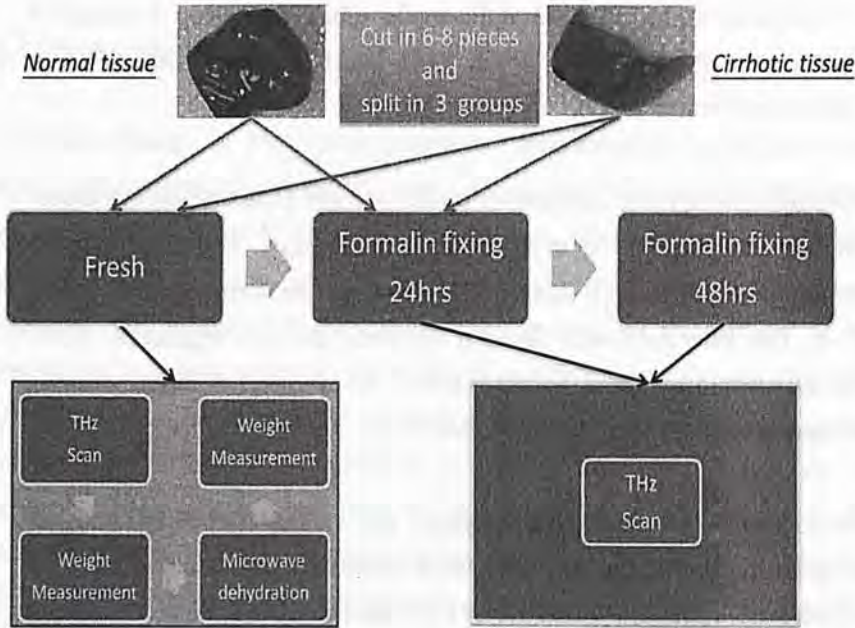 Normal tissue
Cut in 6-8 pieces
and
split in 3 groups
Cirrhotic tissue
Fresh
Formalin fixing
24hrs
Formalin fixing
48hrs
THz
Scan
Weight
Measurement
Weight
Measurement
Microwave
dehydration
THz
Scan